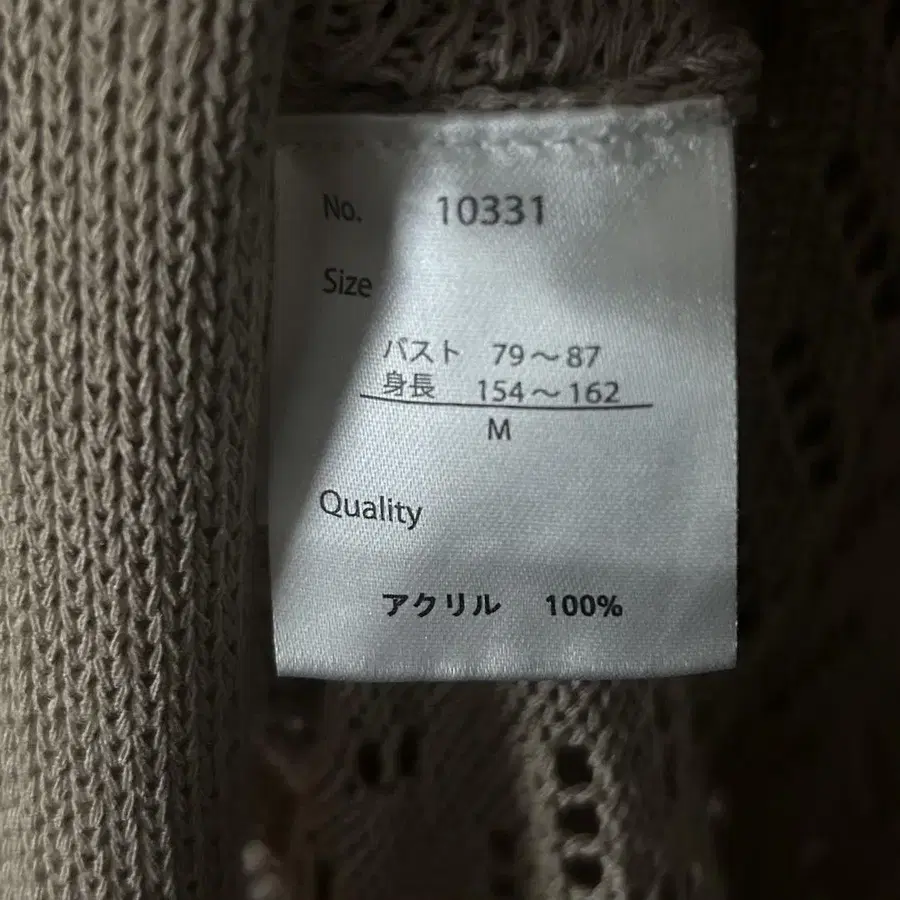 No. 10331
Size
バスト 79～87
身長 154～162
M
Quality
アクリル 100%